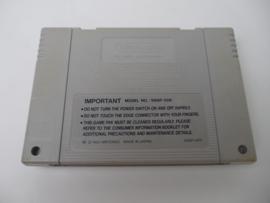 IMPORTANT MODEL NO.: SNSP-006
• DO NOT TURN THE POWER SWITCH ON AND OFF RAPIDLY.
• DO NOT TOUCH THE EDGE CONNECTOR WITH YOUR FINGERS.
• THIS GAME PAK MUST BE CLEANED REGULARLY. PLEASE
REFER TO THE CONSUMER INFORMATION BOOKLET FOR
ADDITIONAL PRECAUTIONS AND MAINTENANCE DETAILS.
NINTENDO MADE IN JAPAN